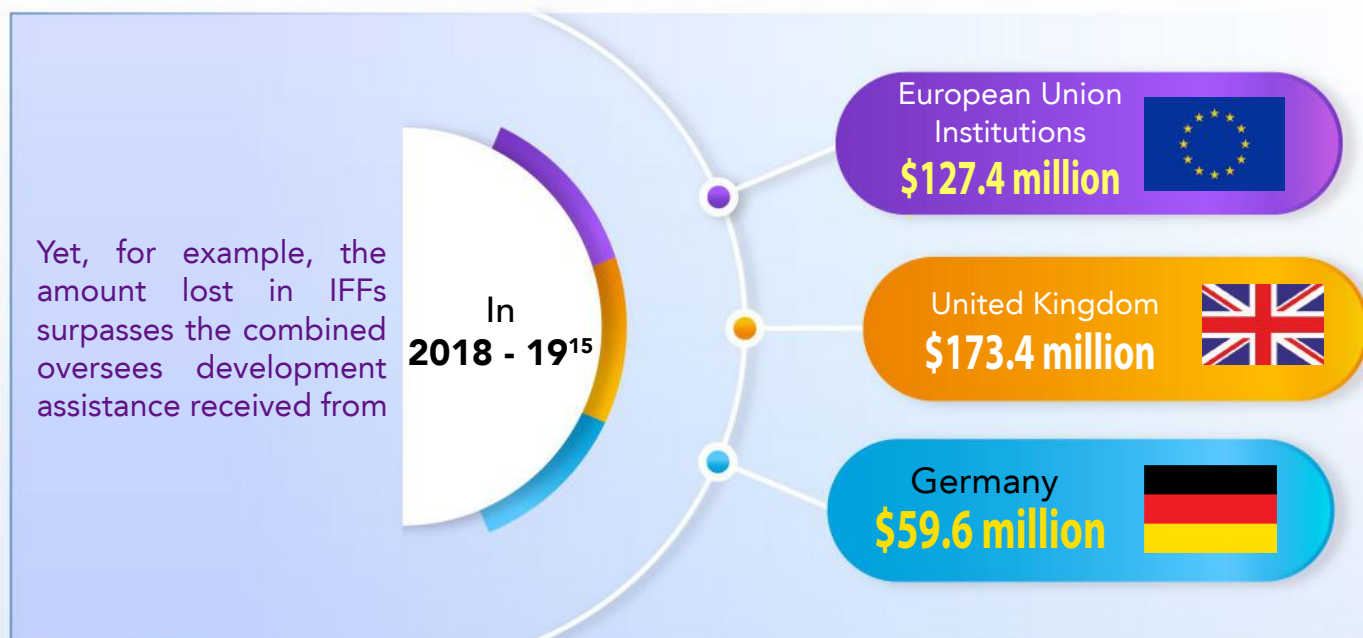 Yet, for example, the
amount lost in IFFs
surpasses the combined
oversees development
assistance received from
In
2018 - 19¹⁵
European Union
Institutions
$127.4 million
United Kingdom
$173.4 million
Germany
$59.6 million